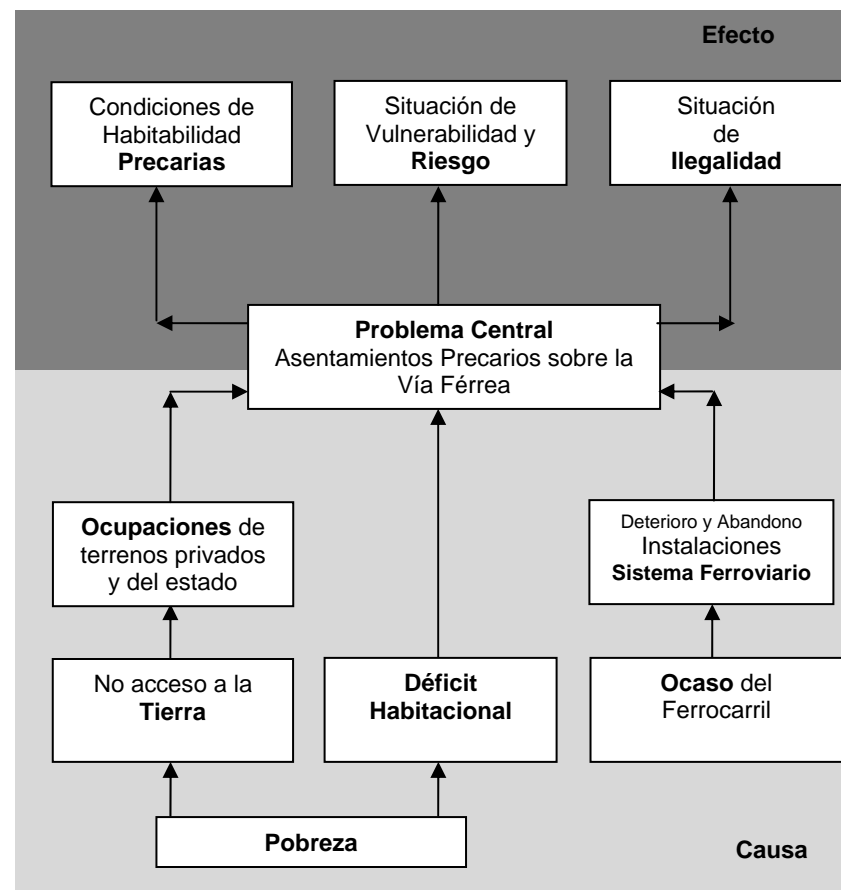 Efecto
Condiciones de
Habitabilidad
Precarias
Situación de
Vulnerabilidad y
Riesgo
Situación
de
Ilegalidad
Problema Central
Asentamientos Precarios sobre la
Vía Férrea
Ocupaciones de
terrenos privados
y del estado
Deterioro y Abandono
Instalaciones
Sistema Ferroviario
No acceso a la
Tierra
Déficit
Habitacional
Ocaso del
Ferrocarril
Pobreza
Causa